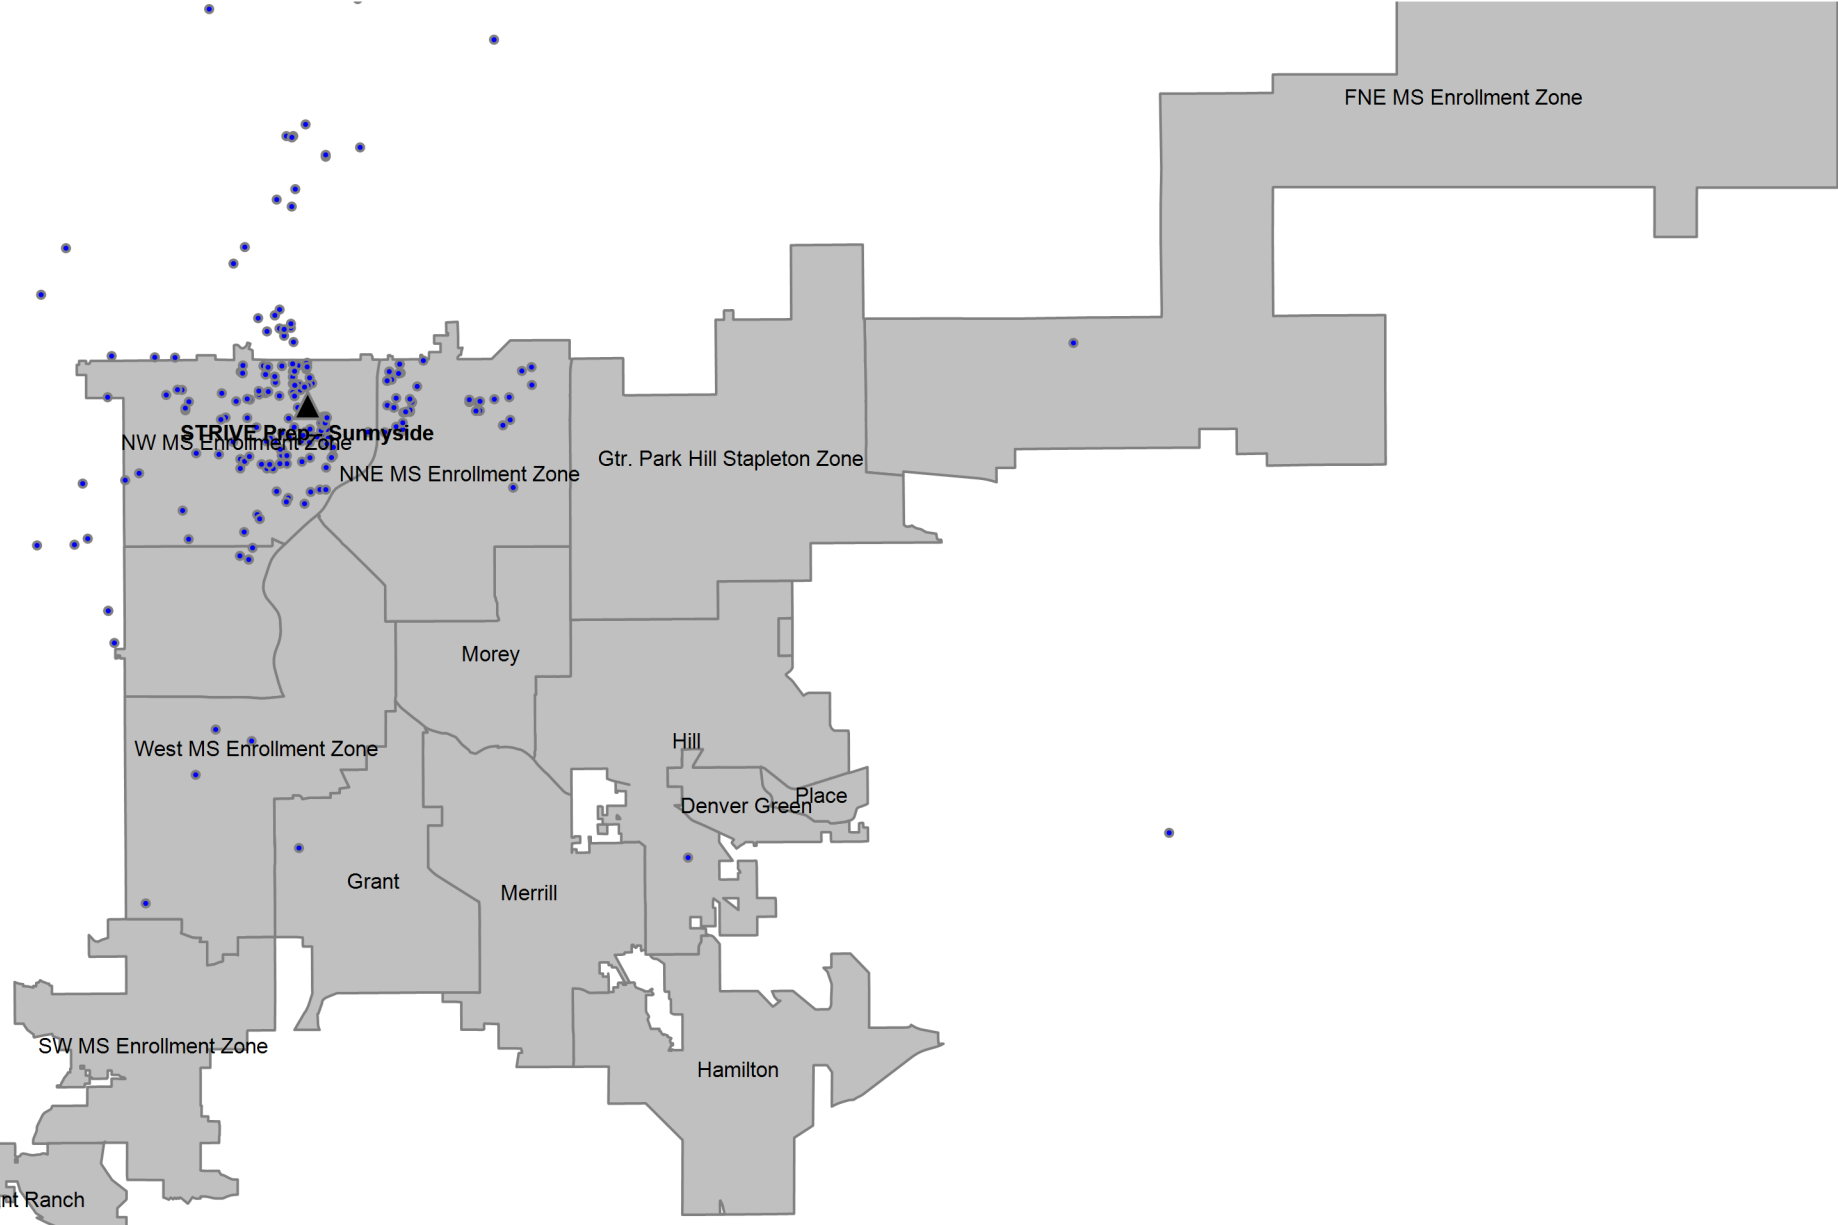 FNE MS Enrollment Zone
STRIVE Prep - Sunnyside
NW MS Enrollment Zone
Gtr. Park Hill Stapleton Zone
NNE MS Enrollment Zone
Morey
Hill
West MS Enrollment Zone
Place
Denver Green
Grant
Merrill
SW MS Enrollment Zone
Hamilton
nt Ranch